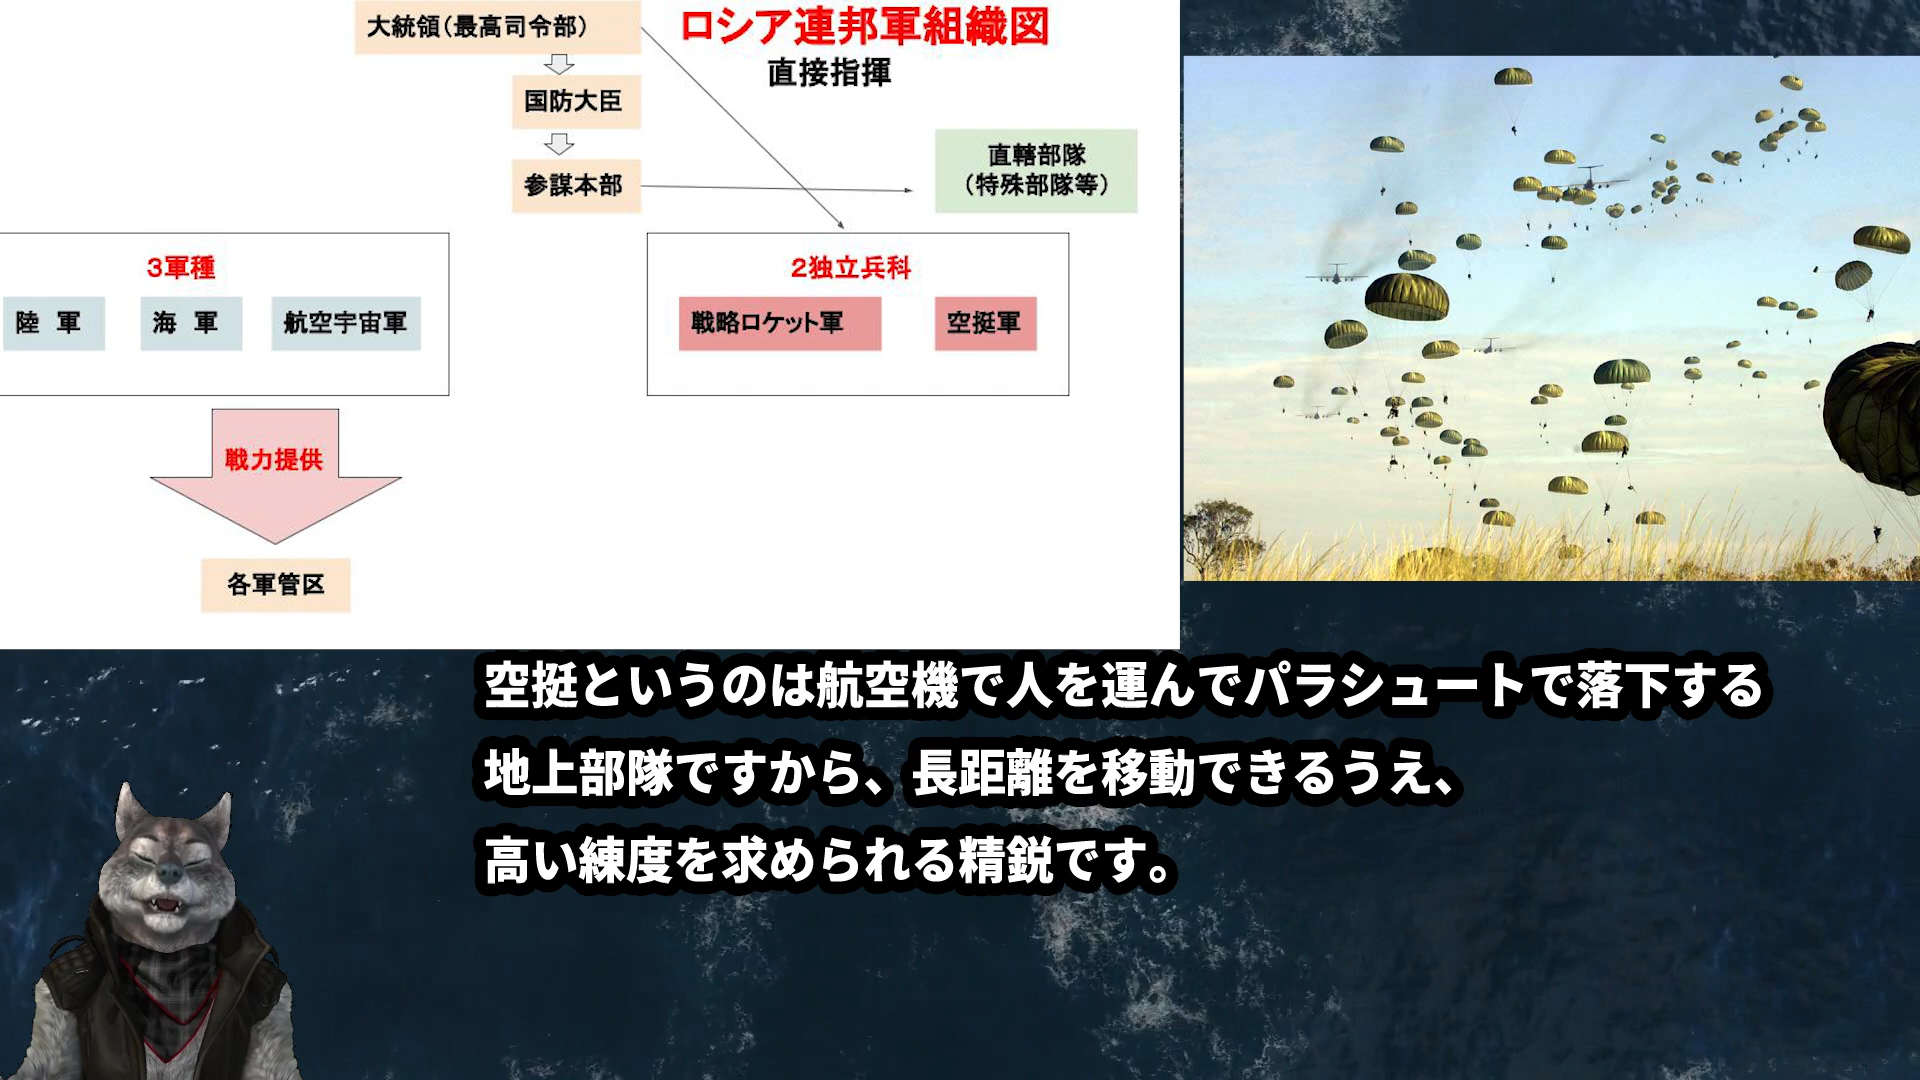 大統領(最高司令部)
ロシア連邦軍組織図
直接指揮
国防大臣
参謀本部
直轄部隊
(特殊部隊等)
3軍種
陸 軍
海 軍
航空宇宙軍
2独立兵科
戦略ロケット軍
空挺軍
戦力提供
各軍管区
空挺というのは航空機で人を運んでパラシュートで落下する
地上部隊ですから、長距離を移動できるうえ、
高い練度を求められる精鋭です。